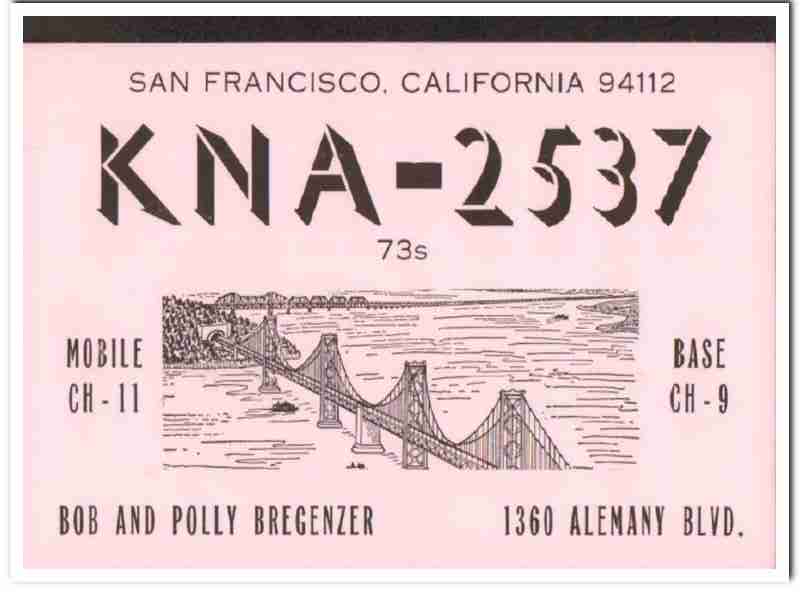 SAN FRANCISCO, CALIFORNIA 94112
KNA-2537
73s
MOBILE
CH-11
BASE
CH-9
BOB AND POLLY BREGENZER
1360 ALEMANY BLVD.